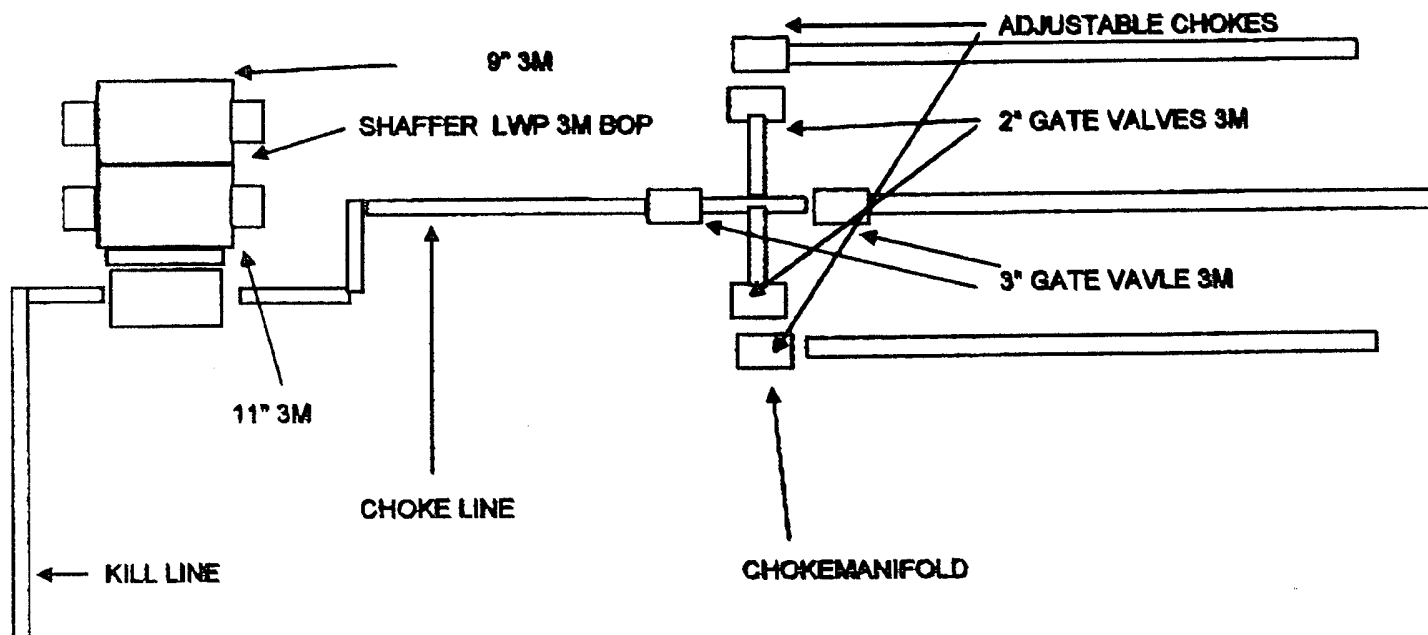 ADJUSTABLE CHOKES
9" 3M
SHAFFER LWP 3M BOP
2" GATE VALVES 3M
3" GATE VAVLE 3M
11" 3M
CHOKE LINE
KILL LINE
CHOKEMANIFOLD